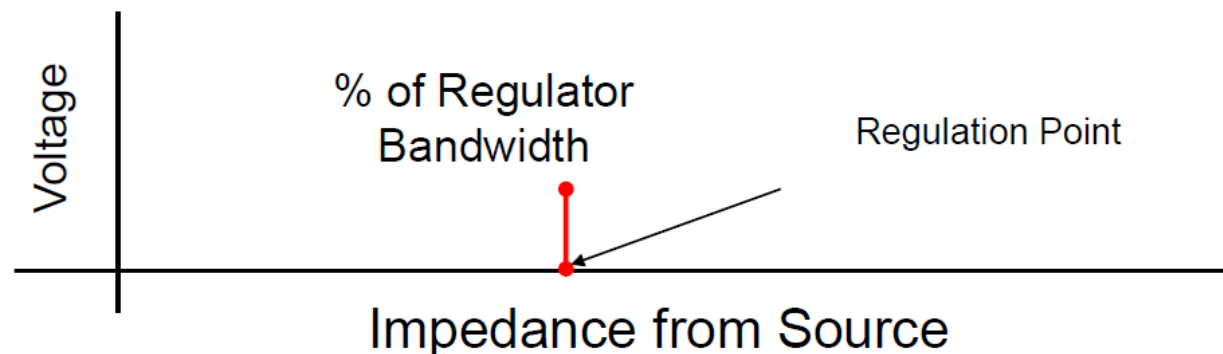 Voltage
% of Regulator
Bandwidth
Regulation Point
Impedance from Source